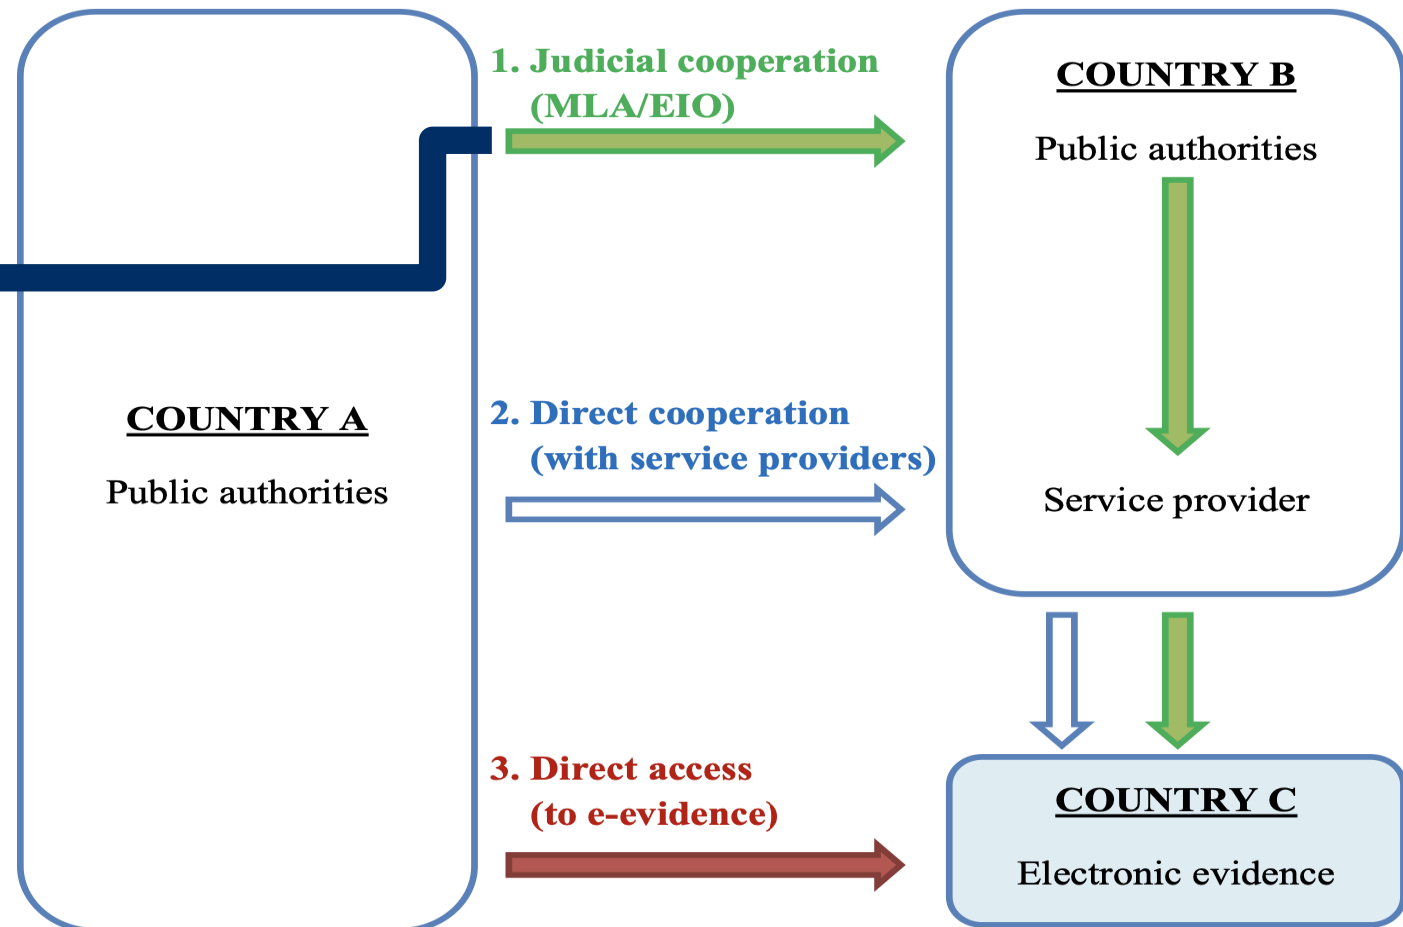 COUNTRY A
Public authorities
1. Judicial cooperation
(MLA/EIO)
2. Direct cooperation
(with service providers)
3. Direct access
(to e-evidence)
COUNTRY B
Public authorities
Service provider
COUNTRY C
Electronic evidence